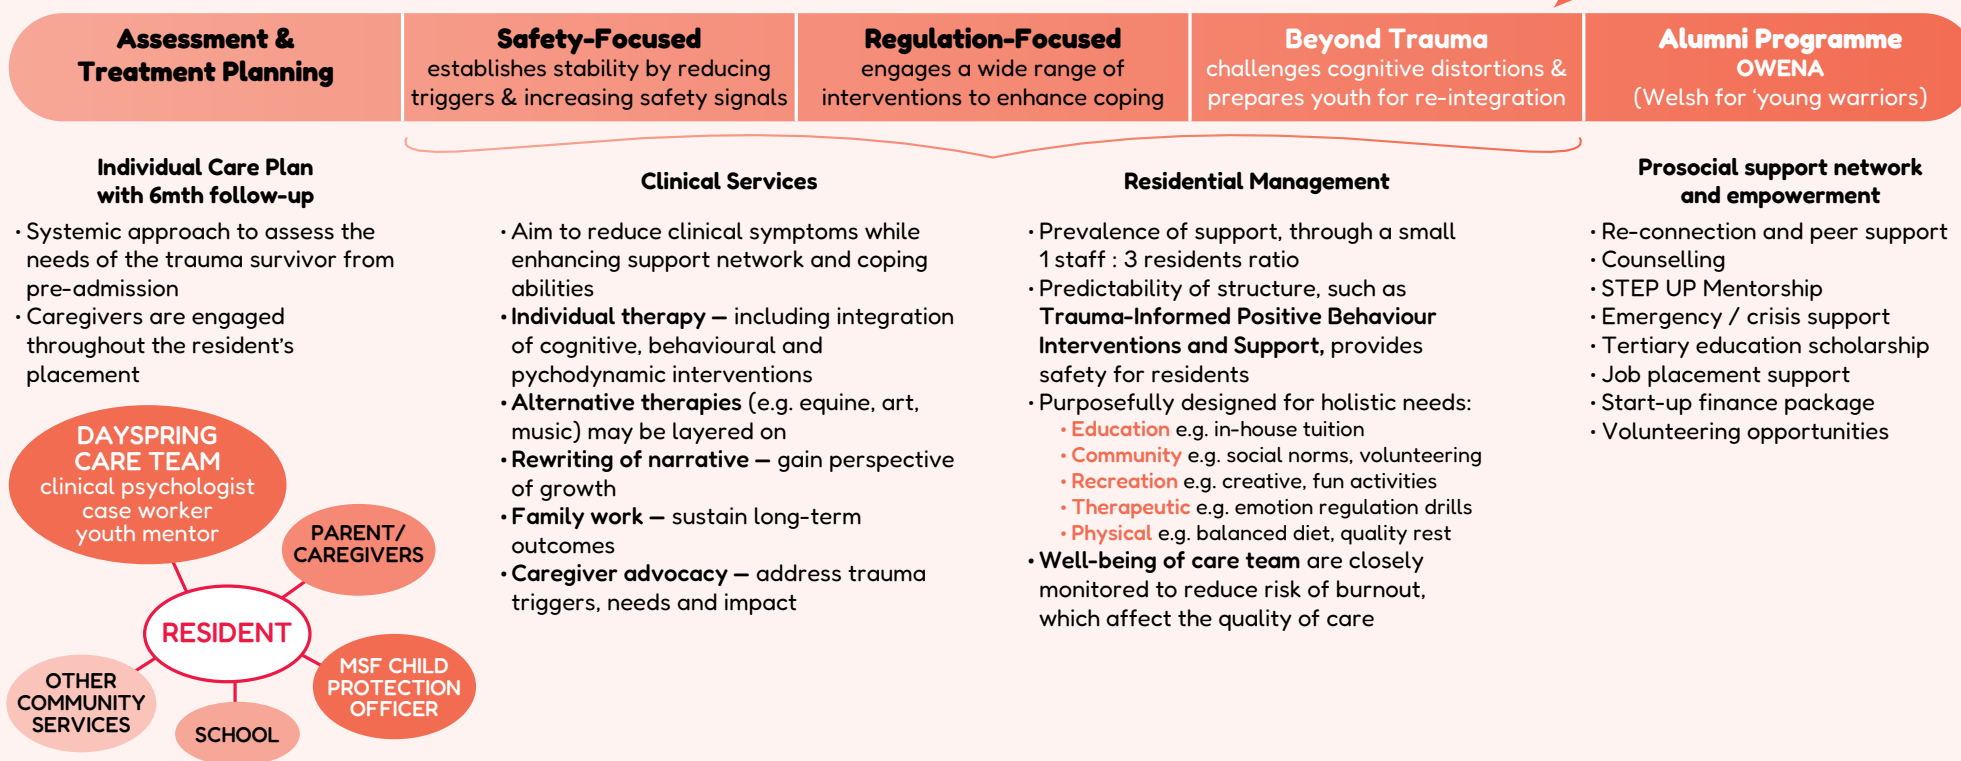 Assessment &
Treatment Planning
Safety-Focused
establishes stability by reducing
triggers & increasing safety signals
Regulation-Focused
engages a wide range of
interventions to enhance coping
Beyond Trauma
challenges cognitive distortions &
prepares youth for re-integration
Alumni Programme
OWENA
(Welsh for ‘young warriors)
Individual Care Plan
with 6mth follow-up
• Systemic approach to assess the
needs of the trauma survivor from
pre-admission
• Caregivers are engaged
throughout the resident’s
placement
DAYSPRING
CARE TEAM
clinical psychologist
case worker
youth mentor
PARENT/
CAREGIVERS
RESIDENT
MSF CHILD
PROTECTION
OFFICER
OTHER
COMMUNITY
SERVICES
SCHOOL
Clinical Services
• Aim to reduce clinical symptoms while
enhancing support network and coping
abilities
• Individual therapy – including integration
of cognitive, behavioural and
pychodynamic interventions
• Alternative therapies (e.g. equine, art,
music) may be layered on
• Rewriting of narrative – gain perspective
of growth
• Family work – sustain long-term
outcomes
• Caregiver advocacy – address trauma
triggers, needs and impact
Residential Management
• Prevalence of support, through a small
1 staff : 3 residents ratio
• Predictability of structure, such as
Trauma-Informed Positive Behaviour
Interventions and Support, provides
safety for residents
• Purposefully designed for holistic needs:
• Education e.g. in-house tuition
• Community e.g. social norms, volunteering
• Recreation e.g. creative, fun activities
• Therapeutic e.g. emotion regulation drills
• Physical e.g. balanced diet, quality rest
• Well-being of care team are closely
monitored to reduce risk of burnout,
which affect the quality of care
Prosocial support network
and empowerment
• Re-connection and peer support
• Counselling
• STEP UP Mentorship
• Emergency / crisis support
• Tertiary education scholarship
• Job placement support
• Start-up finance package
• Volunteering opportunities